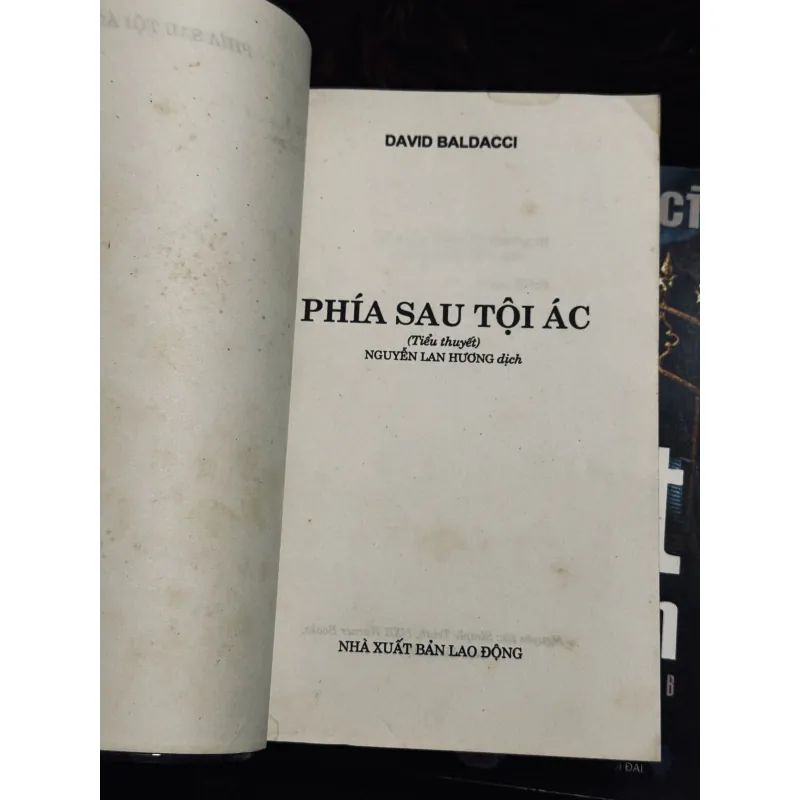 DAVID BALDACCI
PHÍA SAU TỘI ÁC
(Tiểu thuyết)
NGUYỄN LAN HƯƠNG dịch
NHÀ XUẤT BẢN LAO ĐỘNG